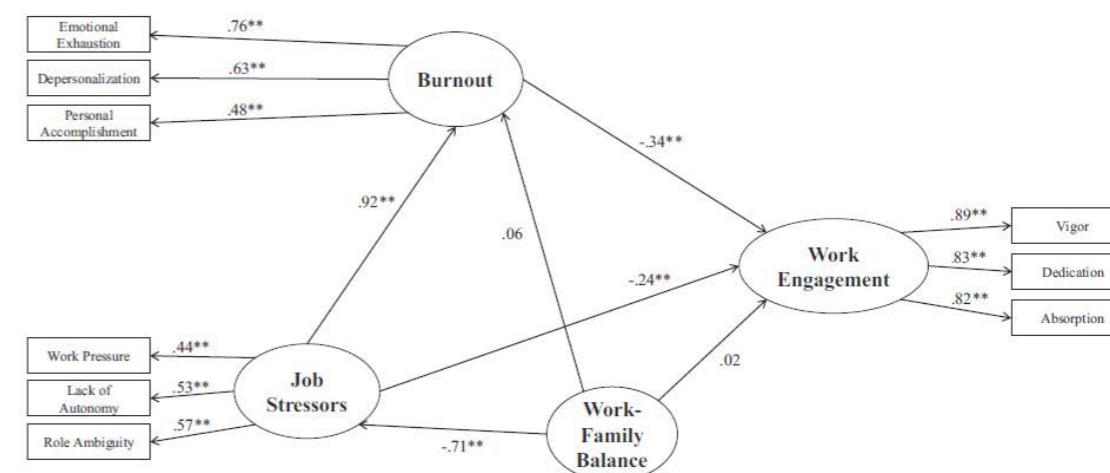 Emotional
Exhaustion
.76**
Depersonalization
.63**
Personal
Accomplishment
.48**
Burnout
-.34**
.92**
.06
.89**
Vigor
Work
Engagement
.83**
Dedication
.82**
Absorption
-.24**
Work Pressure
.44**
Lack of
Autonomy
.53**
Role Ambiguity
.57**
Job
Stressors
.02
-.71**
Work-
Family
Balance